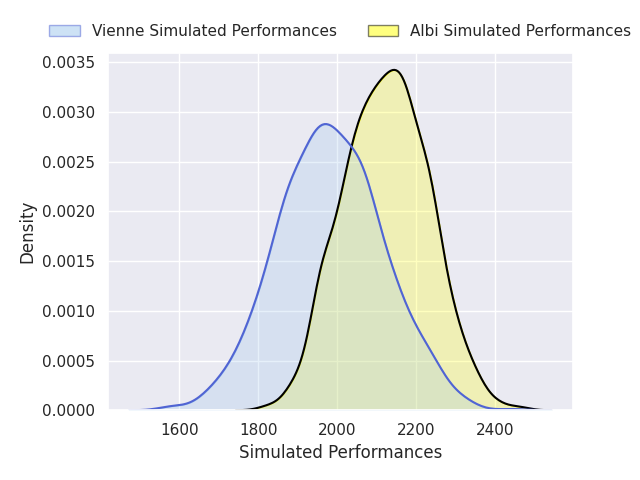 Vienne Simulated Performances
Albi Simulated Performances
0.0035
0.0030
0.0025
0.0020
0.0015
0.0010
0.0005
0.0000
Density
1600 1800 2000 2200 2400
Simulated Performances